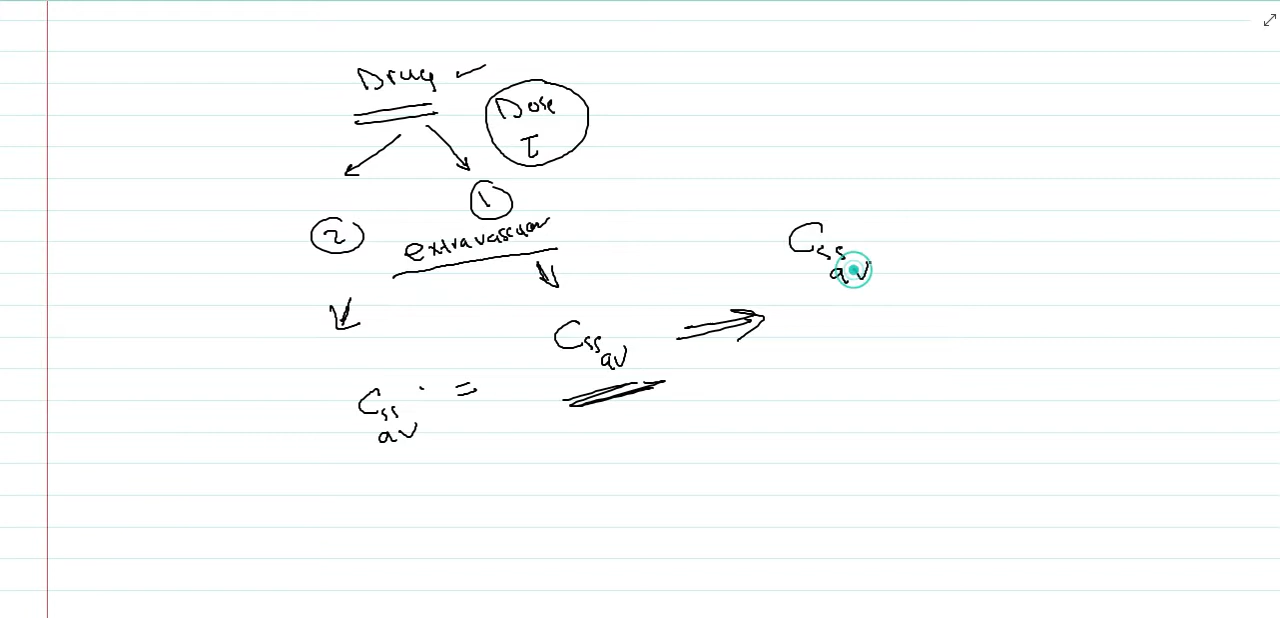 Drug ✓
Dose
τ
1
2
extravascular
Css
av
Css
av
Css
av
=